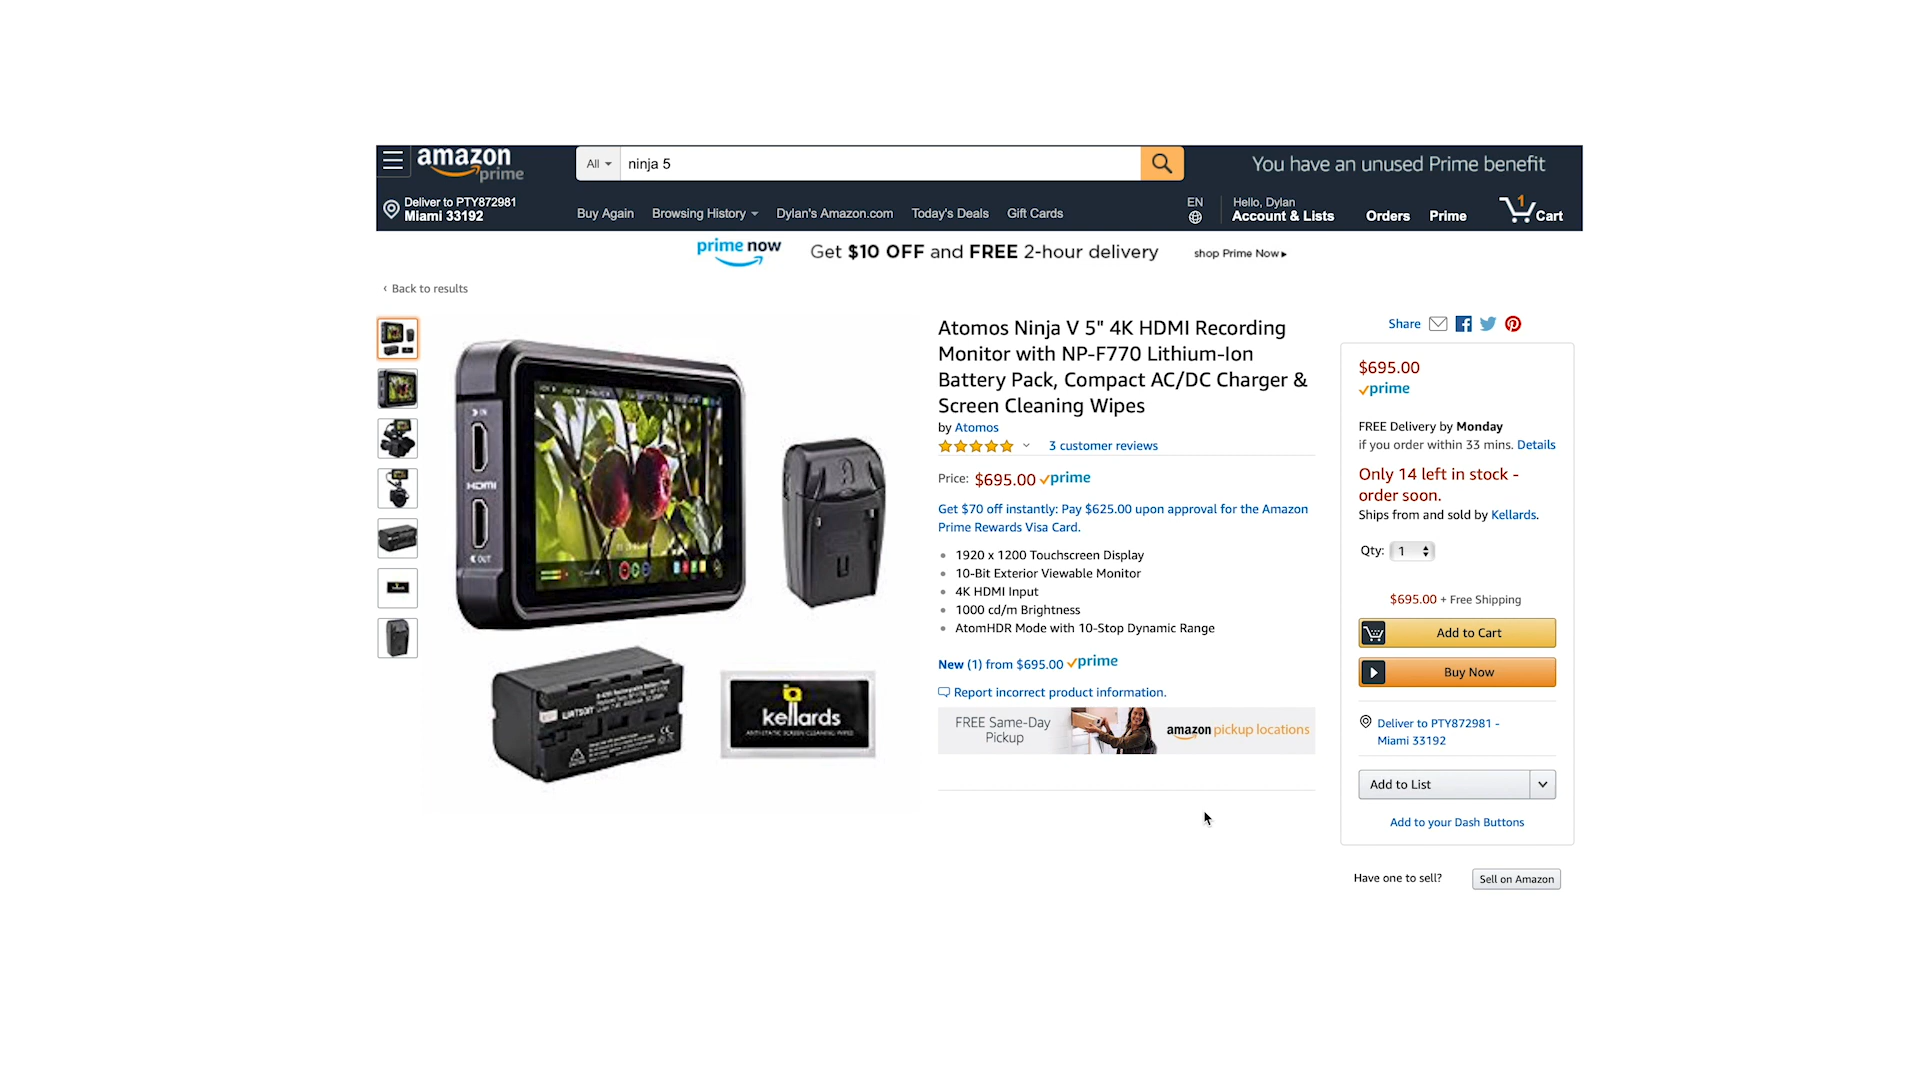 amazon
prime
All
ninja 5
You have an unused Prime benefit
Deliver to PTY872981
Miami 33192
Buy Again
Browsing History
Dylan's Amazon.com
Today's Deals
Gift Cards
EN
Hello, Dylan
Account & Lists
Orders
Prime
1
Cart
prime now
Get $10 OFF and FREE 2-hour delivery
shop Prime Now ▸
‹ Back to results
IN
HDMI
OUT
WATSON
kellards
ANTI-STATIC SCREEN CLEANING WIPES
Atomos Ninja V 5" 4K HDMI Recording
Monitor with NP-F770 Lithium-Ion
Battery Pack, Compact AC/DC Charger &
Screen Cleaning Wipes
by Atomos
3 customer reviews
Price: $695.00 prime
Get $70 off instantly: Pay $625.00 upon approval for the Amazon
Prime Rewards Visa Card.
• 1920 x 1200 Touchscreen Display
• 10-Bit Exterior Viewable Monitor
• 4K HDMI Input
• 1000 cd/m Brightness
• AtomHDR Mode with 10-Stop Dynamic Range
New (1) from $695.00 prime
Report incorrect product information.
FREE Same-Day
Pickup
amazon pickup locations
Share
$695.00
prime
FREE Delivery by Monday
if you order within 33 mins. Details
Only 14 left in stock -
order soon.
Ships from and sold by Kellards.
Qty: 1
$695.00 + Free Shipping
Add to Cart
Buy Now
Deliver to PTY872981 -
Miami 33192
Add to List
Add to your Dash Buttons
Have one to sell?
Sell on Amazon